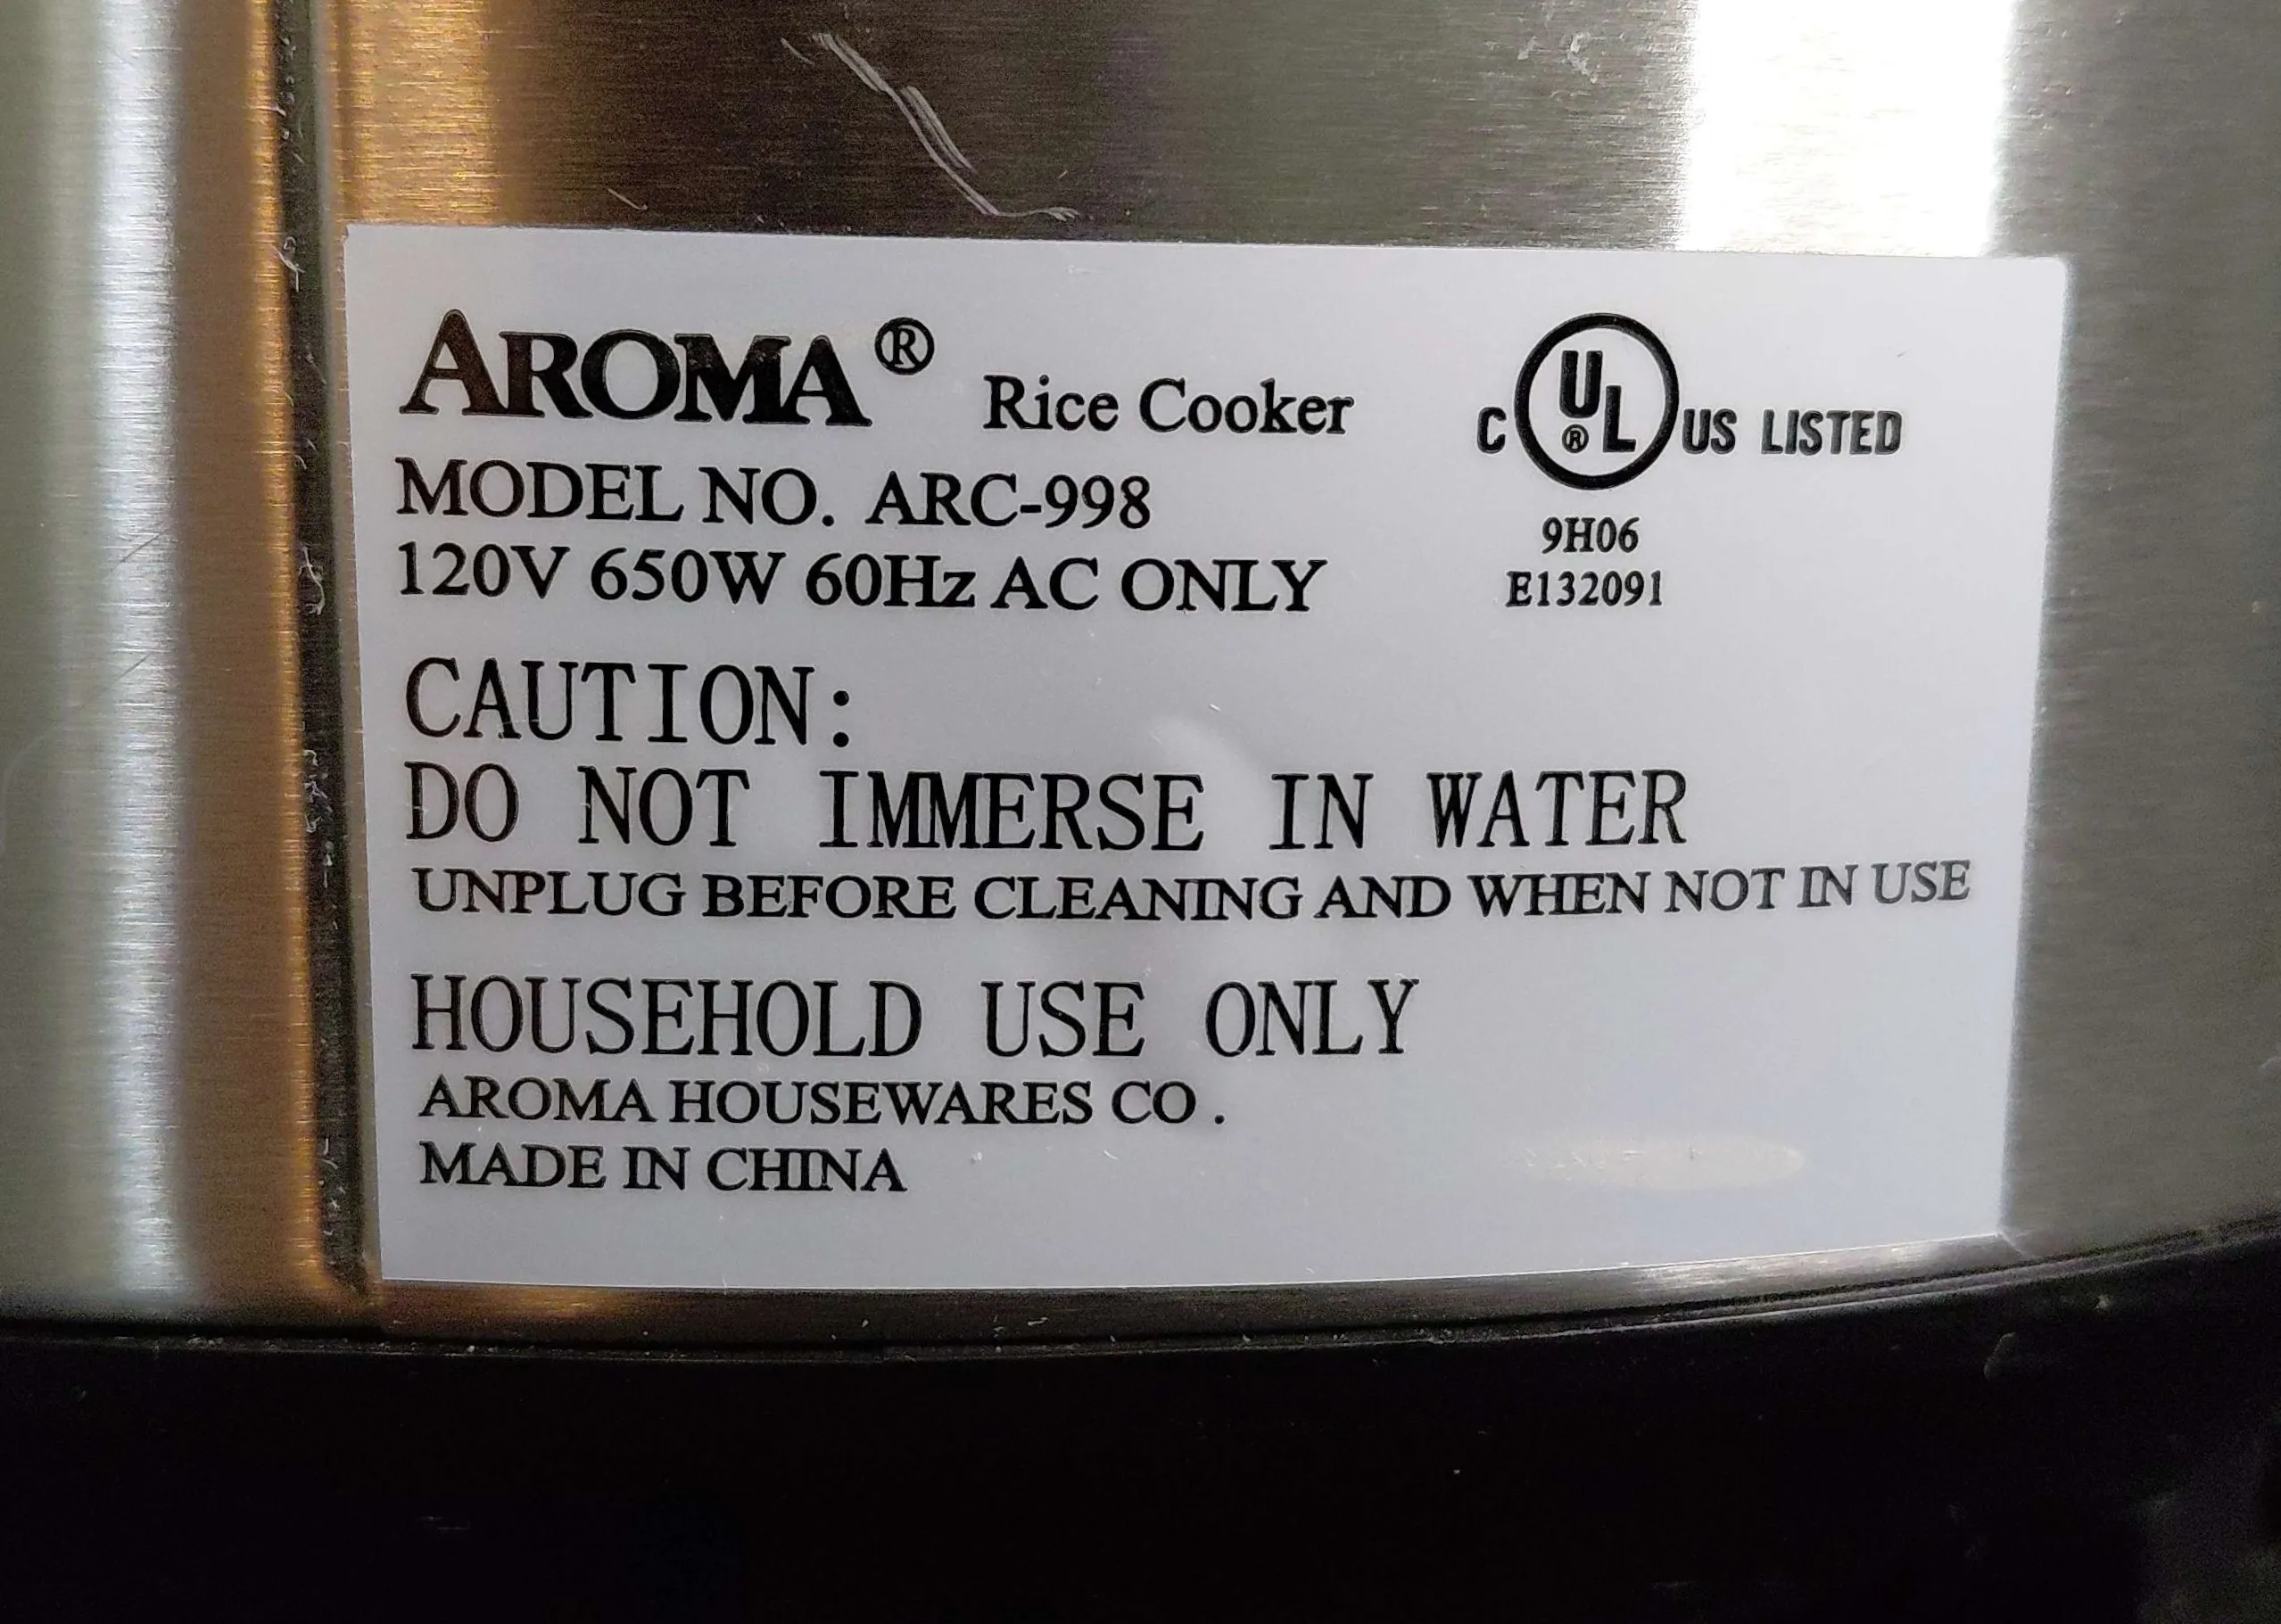 AROMA® Rice Cooker
C UL® US LISTED
MODEL NO. ARC-998
9H06
120V 650W 60Hz AC ONLY
E132091
CAUTION:
DO NOT IMMERSE IN WATER
UNPLUG BEFORE CLEANING AND WHEN NOT IN USE
HOUSEHOLD USE ONLY
AROMA HOUSEWARES CO.
MADE IN CHINA